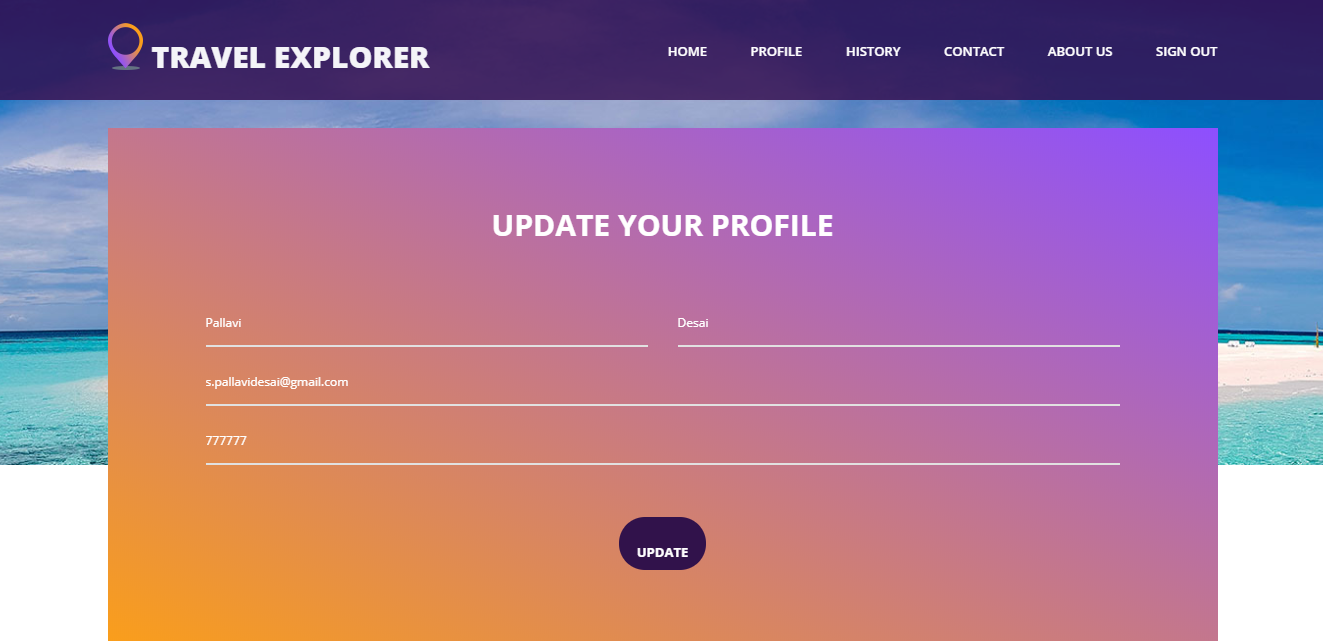 TRAVEL EXPLORER
HOME PROFILE HISTORY CONTACT ABOUT US SIGN OUT
UPDATE YOUR PROFILE
Pallavi Desai
s.pallavidesai@gmail.com
777777
UPDATE